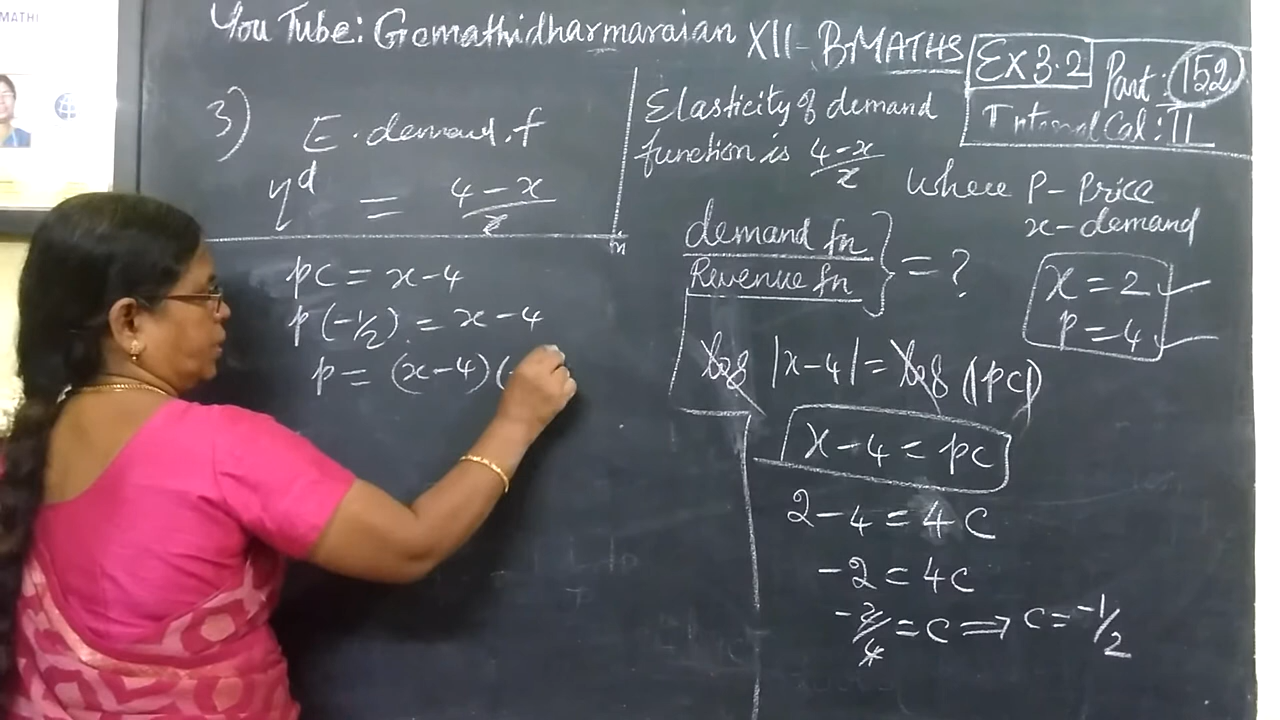 MATHI
YouTube: Gomathidharmaraian XII - BMATHS
Ex 3.2
Part: 152
Integral Cal: II
3) E. demand. f
η^d = 4-x/x
pc = x-4
p(-1/2) = x-4
p = (x-4)(-
Elasticity of demand
function is 4-x/x where P - Price
x - demand
demand fn
Revenue fn } = ?
x = 2 ✓
p = 4 ✓
log |x-4| = log (pc)
x-4 = pc
2-4 = 4c
-2 = 4c
-2/4 = c ⇒ c = -1/2